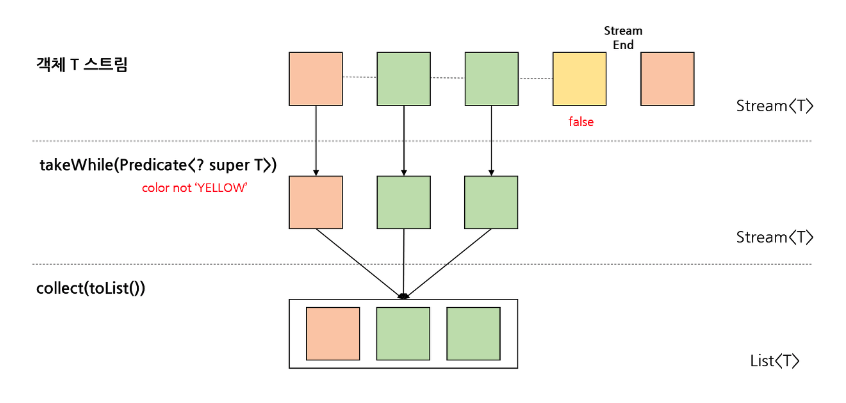 Stream
End
객체 T 스트림
Stream<T>
false
takeWhile(Predicate<? super T>)
color not 'YELLOW'
Stream<T>
collect(toList())
List<T>